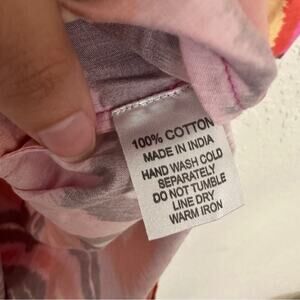 100% COTTON
MADE IN INDIA
HAND WASH COLD
SEPARATELY
DO NOT TUMBLE
LINE DRY
WARM IRON